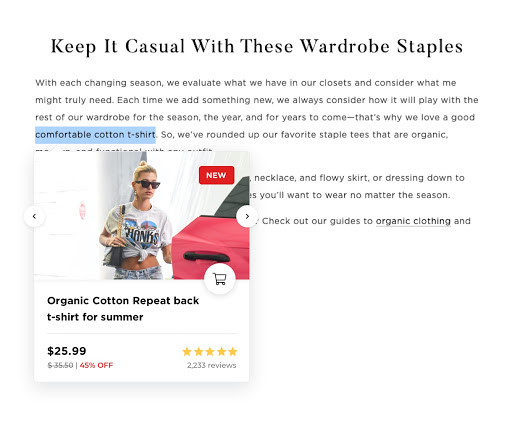 Keep It Casual With These Wardrobe Staples
With each changing season, we evaluate what we have in our closets and consider what me
might truly need. Each time we add something new, we always consider how it will play with the
rest of our wardrobe for the season, the year, and for years to come—that's why we love a good
comfortable cotton t-shirt. So, we've rounded up our favorite staple tees that are organic,
and functional with any outfit.
, necklace, and flowy skirt, or dressing down to
you'll want to wear no matter the season.
Check out our guides to organic clothing and
NEW
THANKS
Organic Cotton Repeat back
t-shirt for summer
$25.99
$ 35.50 | 45% OFF
2,233 reviews